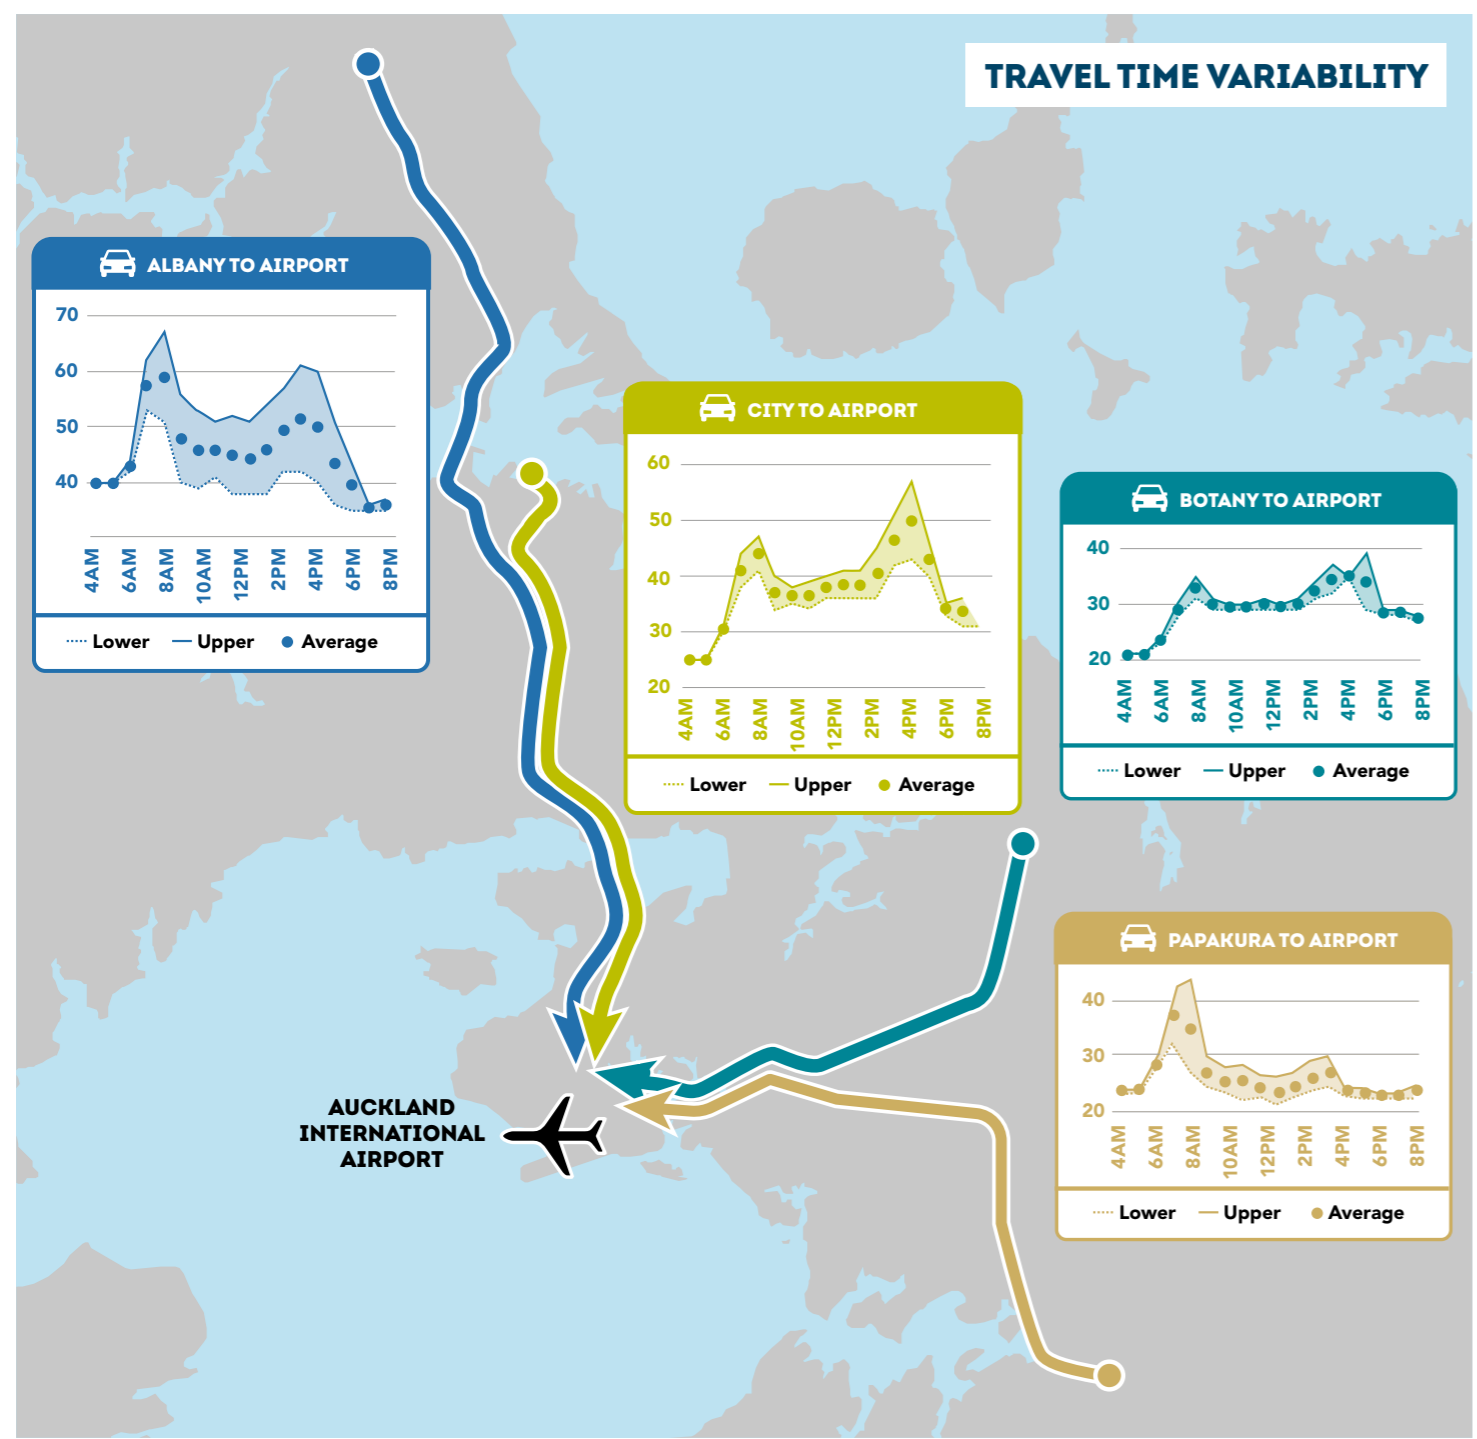 TRAVEL TIME VARIABILITY
ALBANY TO AIRPORT
70
60
50
40
4AM 6AM 8AM 10AM 12PM 2PM 4PM 6PM 8PM
Lower Upper Average
CITY TO AIRPORT
60
50
40
30
20
4AM 6AM 8AM 10AM 12PM 2PM 4PM 6PM 8PM
Lower Upper Average
BOTANY TO AIRPORT
40
30
20
4AM 6AM 8AM 10AM 12PM 2PM 4PM 6PM 8PM
Lower Upper Average
PAPAKURA TO AIRPORT
40
30
20
4AM 6AM 8AM 10AM 12PM 2PM 4PM 6PM 8PM
Lower Upper Average
AUCKLAND
INTERNATIONAL
AIRPORT